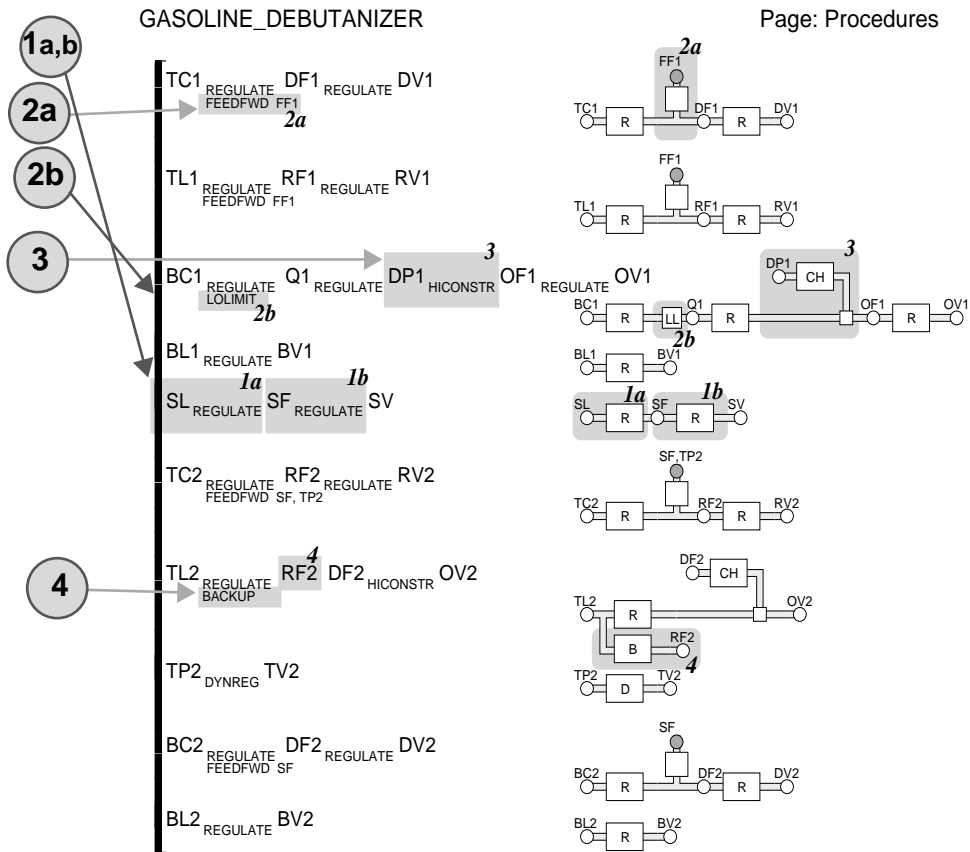 GASOLINE_DEBUTANIZER
Page: Procedures
1a,b
2a
2b
3
4
TC1 REGULATE DF1 REGULATE DV1
FEEDFWD FF1
2a
TL1 REGULATE RF1 REGULATE RV1
FEEDFWD FF1
3
BC1 REGULATE Q1 REGULATE DP1 HICONSTR OF1 REGULATE OV1
LOLIMIT
2b
BL1 REGULATE BV1
1a 1b
SL REGULATE SF REGULATE SV
TC2 REGULATE RF2 REGULATE RV2
FEEDFWD SF, TP2
4
TL2 REGULATE RF2 DF2 HICONSTR OV2
BACKUP
TP2 DYNREG TV2
BC2 REGULATE DF2 REGULATE DV2
FEEDFWD SF
BL2 REGULATE BV2
2a
FF1
TC1 R DF1 R DV1
FF1
TL1 R RF1 R RV1
3
DP1 CH
BC1 R LL Q1 R OF1 R OV1
2b
BL1 R BV1
1a 1b
SL R SF R SV
SF,TP2
TC2 R RF2 R RV2
DF2 CH
TL2 R OV2
B RF2
4
TP2 D TV2
SF
BC2 R DF2 R DV2
BL2 R BV2